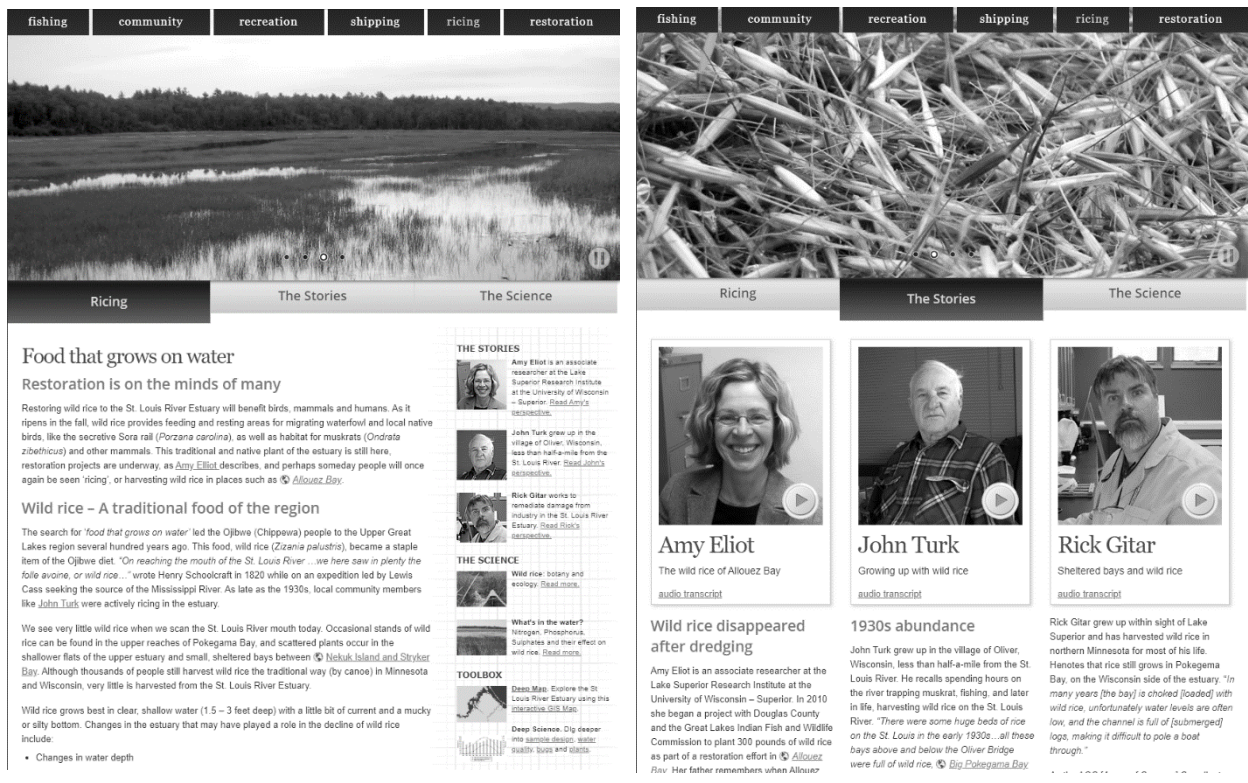 fishing
community
recreation
shipping
ricing
restoration
Ricing
The Stories
The Science
Food that grows on water
Restoration is on the minds of many
Restoring wild rice to the St. Louis River Estuary will benefit birds, mammals and humans. As it
ripens in the fall, wild rice provides feeding and resting areas for migrating waterfowl and local native
birds, like the secretive Sora rail (Porzana carolina), as well as habitat for muskrats (Ondrata
zibethicus) and other mammals. This traditional and native plant of the estuary is still here,
restoration projects are underway, as Amy Elliot describes, and perhaps someday people will once
again be seen 'ricing', or harvesting wild rice in places such as Allouez Bay.
Wild rice – A traditional food of the region
The search for 'food that grows on water' led the Ojibwe (Chippewa) people to the Upper Great
Lakes region several hundred years ago. This food, wild rice (Zizania palustris), became a staple
item of the Ojibwe diet. "On reaching the mouth of the St. Louis River …we here saw in plenty the
folle avoine, or wild rice…" wrote Henry Schoolcraft in 1820 while on an expedition led by Lewis
Cass seeking the source of the Mississippi River. As late as the 1930s, local community members
like John Turk were actively ricing in the estuary.
We see very little wild rice when we scan the St. Louis River mouth today. Occasional stands of wild
rice can be found in the upper reaches of Pokegama Bay, and scattered plants occur in the
shallower flats of the upper estuary and small, sheltered bays between Nekuk Island and Stryker
Bay. Although thousands of people still harvest wild rice the traditional way (by canoe) in Minnesota
and Wisconsin, very little is harvested from the St. Louis River Estuary.
Wild rice grows best in clear, shallow water (1.5 – 3 feet deep) with a little bit of current and a mucky
or silty bottom. Changes in the estuary that may have played a role in the decline of wild rice
include:
• Changes in water depth
THE STORIES
Amy Eliot is an associate
researcher at the Lake
Superior Research Institute
at the University of Wisconsin
– Superior. Read Amy's
perspective.
John Turk grew up in the
village of Oliver, Wisconsin,
less than half-a-mile from the
St. Louis River. Read John's
perspective.
Rick Gitar works to
remediate damage from
industry in the St. Louis River
Estuary. Read Rick's
perspective.
THE SCIENCE
Wild rice: botany and
ecology. Read more.
What's in the water?
Nitrogen, Phosphorus,
Sulphates and their effect on
wild rice. Read more.
TOOLBOX
Deep Map. Explore the St
Louis River Estuary using this
interactive GIS Map.
Deep Science. Dig deeper
into sample design, water
quality, bugs and plants.
fishing
community
recreation
shipping
ricing
restoration
Ricing
The Stories
The Science
Amy Eliot
The wild rice of Allouez Bay
audio transcript
Wild rice disappeared
after dredging
Amy Eliot is an associate researcher at the
Lake Superior Research Institute at the
University of Wisconsin – Superior. In 2010
she began a project with Douglas County
and the Great Lakes Indian Fish and Wildlife
Commission to plant 300 pounds of wild rice
as part of a restoration effort in Allouez
Bay. Her father remembers when Allouez
John Turk
Growing up with wild rice
audio transcript
1930s abundance
John Turk grew up in the village of Oliver,
Wisconsin, less than half-a-mile from the St.
Louis River. He recalls spending hours on
the river trapping muskrat, fishing, and later
in life, harvesting wild rice on the St. Louis
River. "There were some huge beds of rice
on the St. Louis in the early 1930s…all these
bays above and below the Oliver Bridge
were full of wild rice, Big Pokegama Bay
Rick Gitar
Sheltered bays and wild rice
audio transcript
Rick Gitar grew up within sight of Lake
Superior and has harvested wild rice in
northern Minnesota for most of his life.
Henotes that rice still grows in Pokegema
Bay, on the Wisconsin side of the estuary. "In
many years [the bay] is choked [loaded] with
wild rice, unfortunately water levels are often
low, and the channel is full of [submerged]
logs, making it difficult to pole a boat
through."